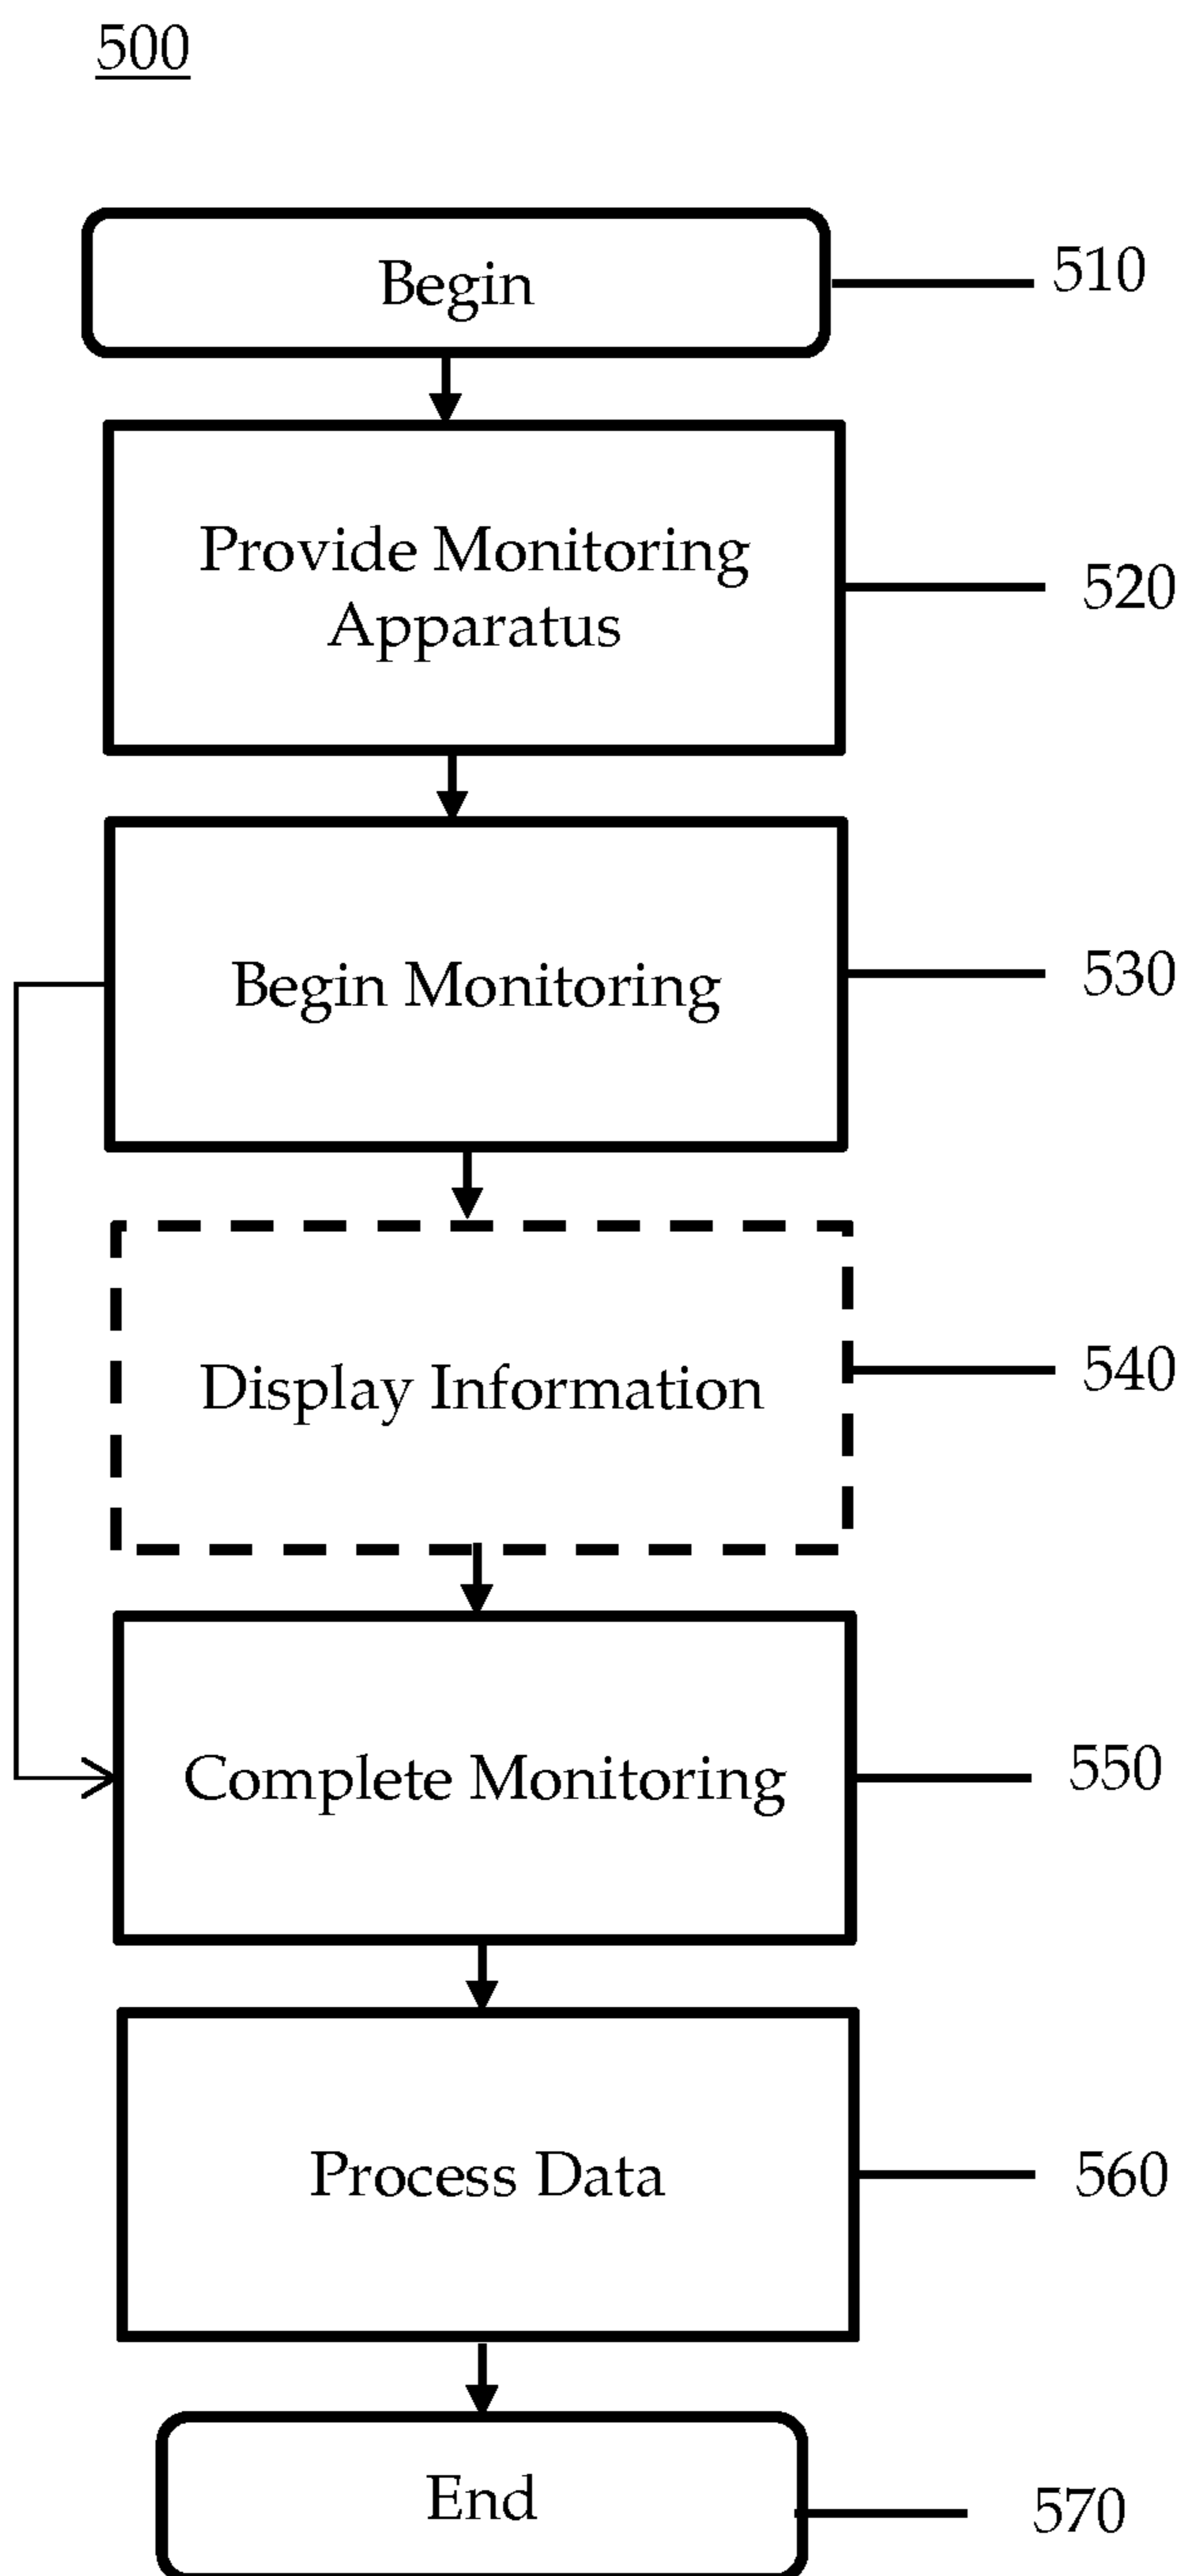 500
Begin
510
Provide Monitoring
Apparatus
520
Begin Monitoring
530
Display Information
540
Complete Monitoring
550
Process Data
560
End
570